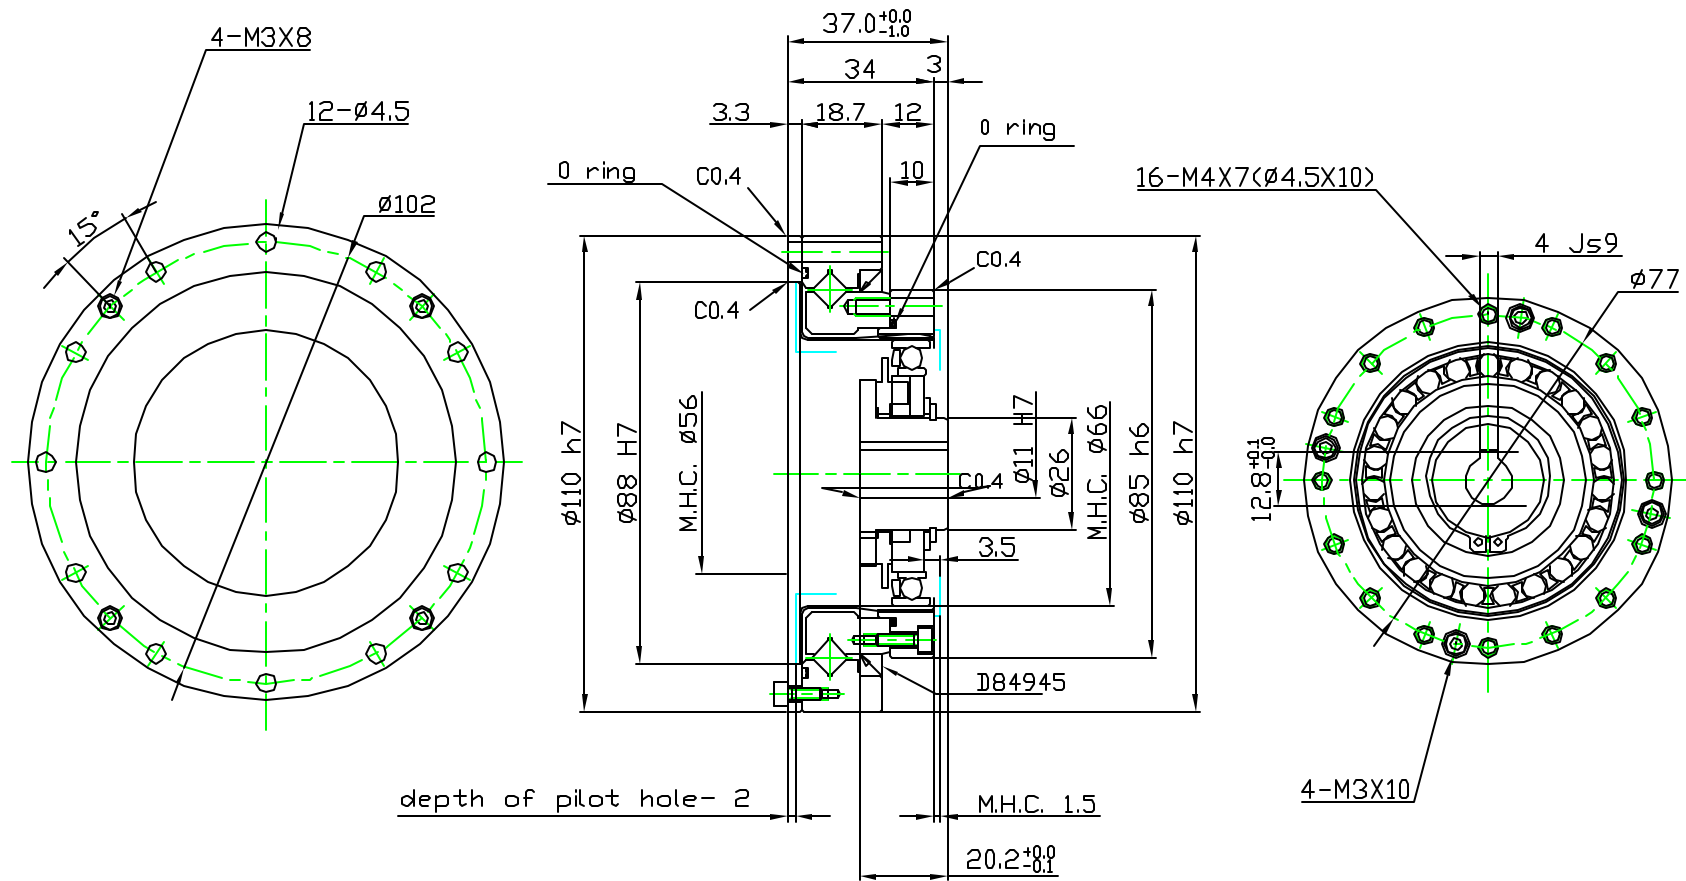 4-M3X8
12-Ø4.5
15°
Ø102
37.0 +0.0 -1.0
34
3
3.3
18.7
12
O ring
O ring
C0.4
10
C0.4
C0.4
Ø110 h7
Ø88 H7
M.H.C. Ø56
C0.4
Ø11 H7
Ø26
M.H.C. Ø66
Ø85 h6
Ø110 h7
3.5
D84945
depth of pilot hole- 2
M.H.C. 1.5
20.2 +0.0 -0.1
16-M4X7(Ø4.5X10)
4 Js9
Ø77
12.8 +0.1 -0.0
4-M3X10